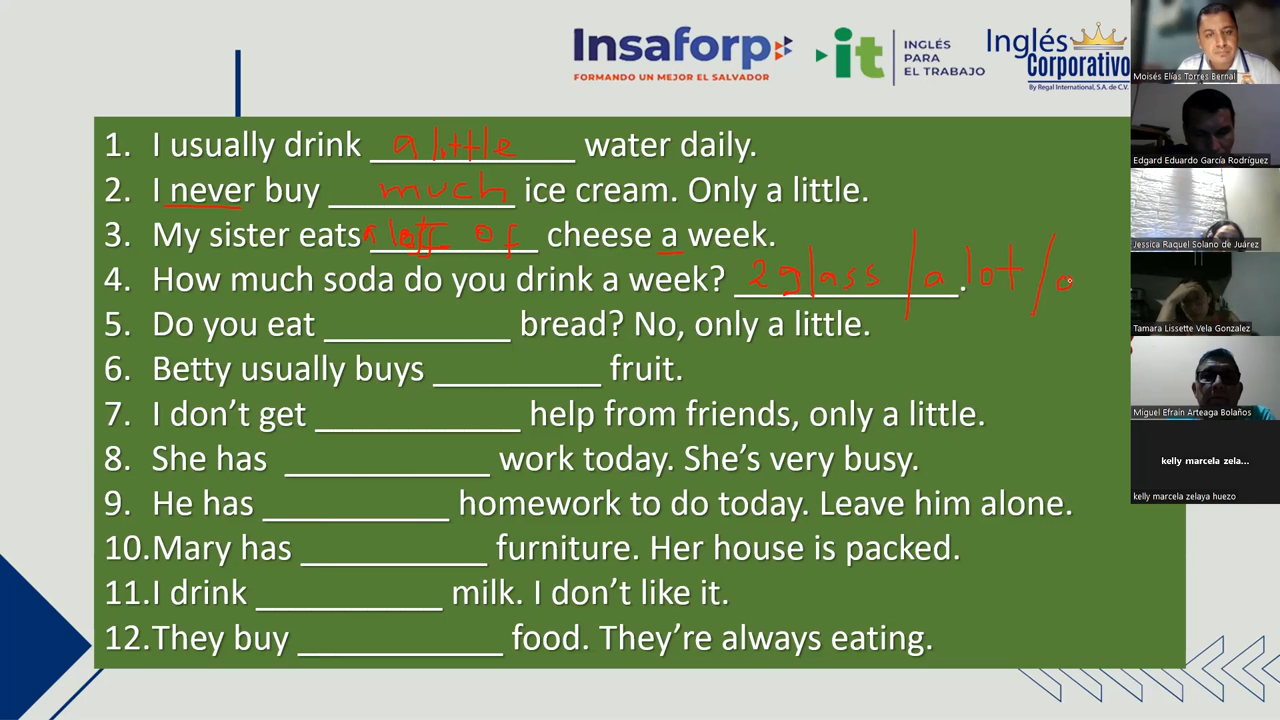 Insaforp
FORMANDO UN MEJOR EL SALVADOR
it
INGLÉS
PARA
EL TRABAJO
Inglés
Corporativo
By Regal International, S.A. de C.V.
1. I usually drink a little water daily.
2. I never buy much ice cream. Only a little.
3. My sister eats a lot of cheese a week.
4. How much soda do you drink a week? 2 glass / a lot /
5. Do you eat ___________ bread? No, only a little.
6. Betty usually buys __________ fruit.
7. I don't get ____________ help from friends, only a little.
8. She has ____________ work today. She's very busy.
9. He has ___________ homework to do today. Leave him alone.
10. Mary has ___________ furniture. Her house is packed.
11. I drink ___________ milk. I don't like it.
12. They buy ____________ food. They're always eating.
Moisés Elías Torres Bernal
Edgard Eduardo García Rodríguez
Jessica Raquel Solano de Juárez
Tamara Lissette Vela Gonzalez
Miguel Efraín Arteaga Bolaños
kelly marcela zela...
kelly marcela zelaya huezo